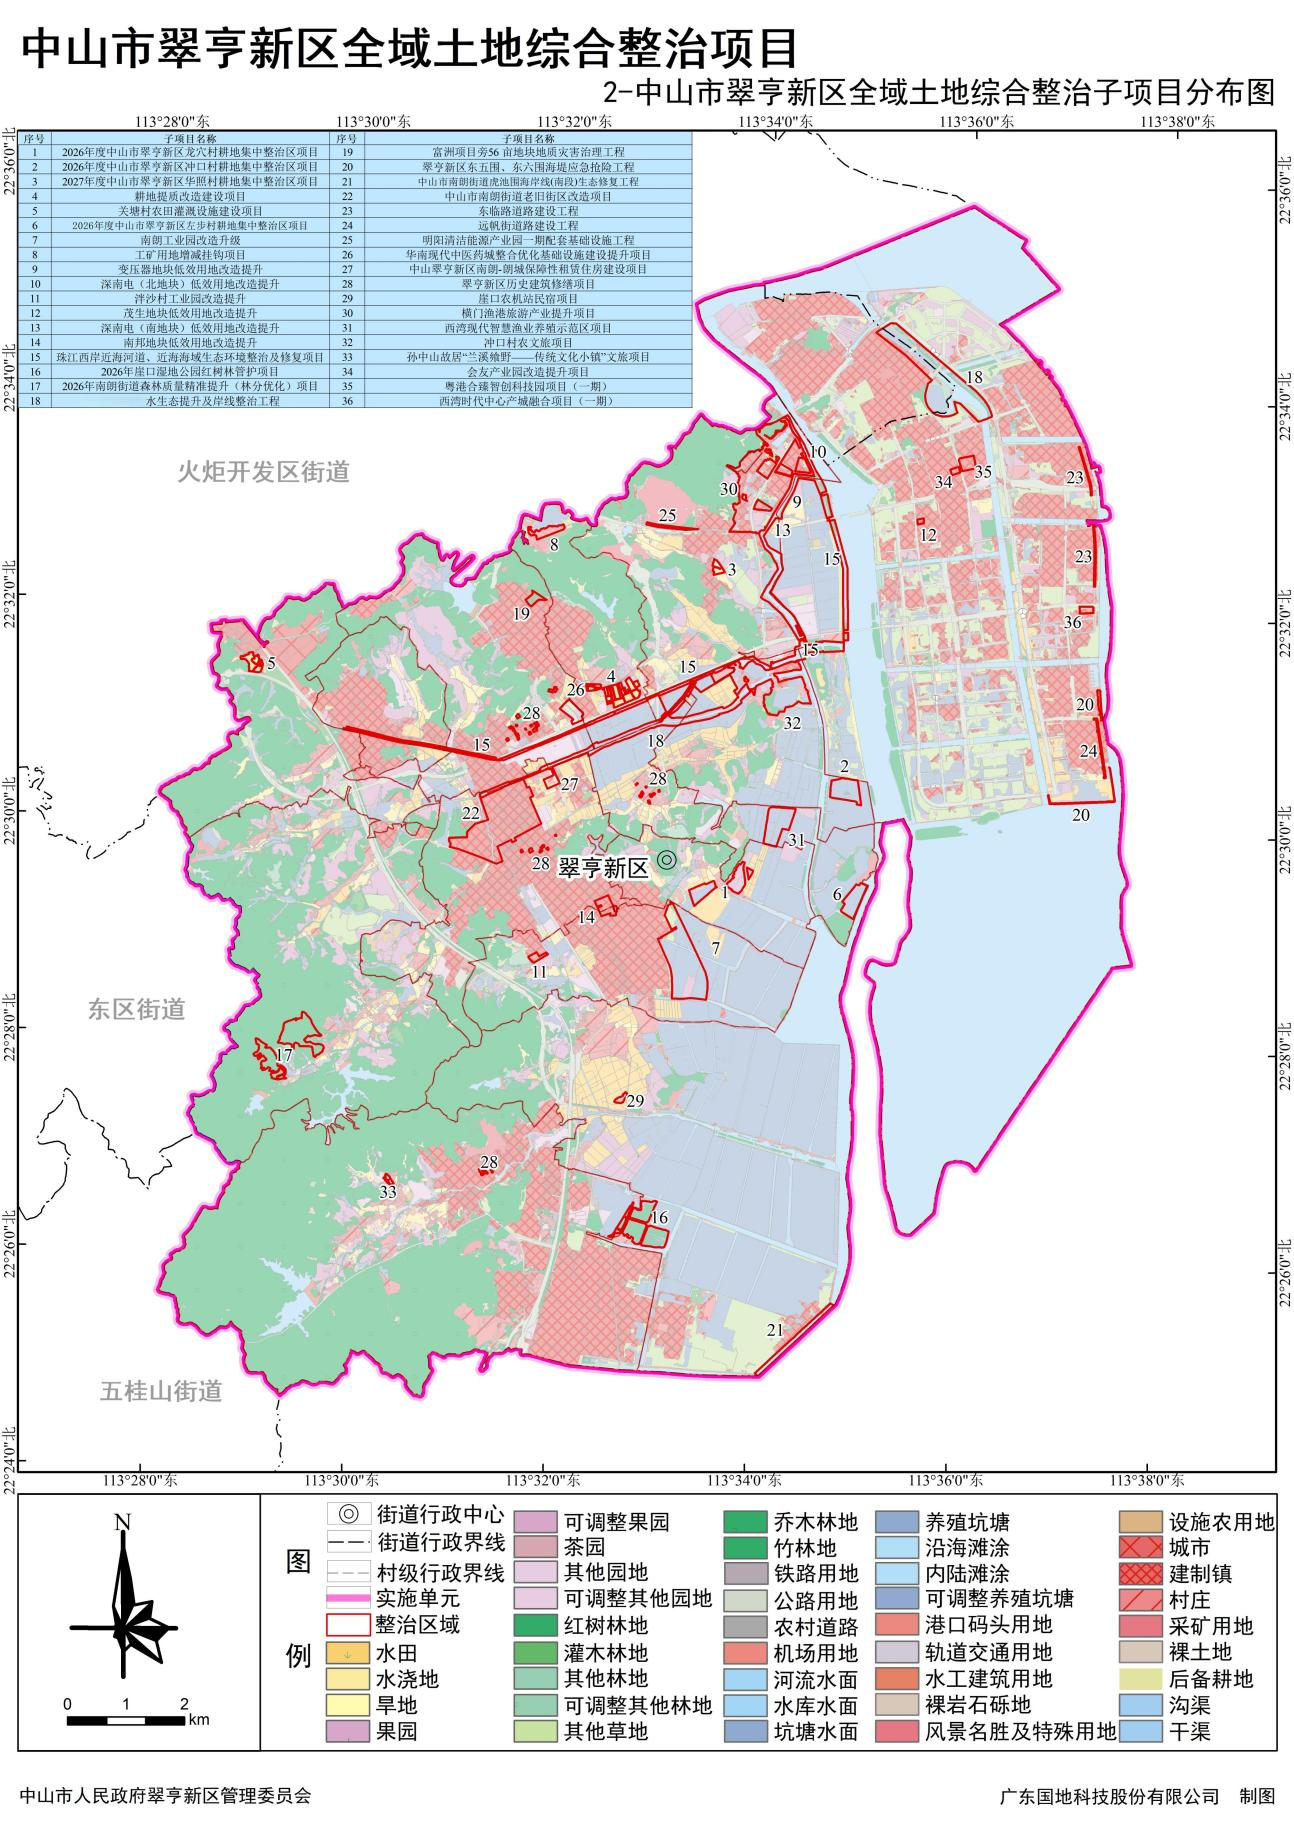 中山市翠亨新区全域土地综合整治项目
2-中山市翠亨新区全域土地综合整治子项目分布图
113°28′0″东 113°30′0″东 113°32′0″东 113°34′0″东 113°36′0″东 113°38′0″东
序号 子项目名称 序号 子项目名称
1 2026年度中山市翠亨新区龙穴村耕地集中整治区项目 19 富洲项目旁56亩地块地质灾害治理工程
2 2026年度中山市翠亨新区冲口村耕地集中整治区项目 20 翠亨新区东五围、东六围海堤应急抢险工程
3 2027年度中山市翠亨新区华照村耕地集中整治区项目 21 中山市南朗街道虎池围海岸线(南段)生态修复工程
4 耕地提质改造建设项目 22 中山市南朗街道老旧街区改造项目
5 关塘村农田灌溉设施建设项目 23 东临路道路建设工程
6 2026年度中山市翠亨新区左步村耕地集中整治区项目 24 远帆街道路建设工程
7 南朗工业园改造升级 25 明阳清洁能源产业园一期配套基础设施工程
8 工矿用地增减挂钩项目 26 华南现代中医药城整合优化基础设施建设提升项目
9 变压器地块低效用地改造提升 27 中山翠亨新区南朗-朗城保障性租赁住房建设项目
10 深南电（北地块）低效用地改造提升 28 翠亨新区历史建筑修缮项目
11 泮沙村工业园改造提升 29 崖口农机站民宿项目
12 茂生地块低效用地改造提升 30 横门渔港旅游产业提升项目
13 深南电（南地块）低效用地改造提升 31 西湾现代智慧渔业养殖示范区项目
14 南邦地块低效用地改造提升 32 冲口村农文旅项目
15 珠江西岸近海河道、近海海域生态环境整治及修复项目 33 孙中山故居“兰溪飨野——传统文化小镇”文旅项目
16 2026年崖口湿地公园红树林管护项目 34 会友产业园改造提升项目
17 2026年南朗街道森林质量精准提升（林分优化）项目 35 粤港合臻智创科技园项目（一期）
18 水生态提升及岸线整治工程 36 西湾时代中心产城融合项目（一期）
22°36′0″北
22°36′0″北
22°34′0″北
22°34′0″北
18
火炬开发区街道
10
34 35
23
30
9
25
13
12
8
15
23
3
22°32′0″北
22°32′0″北
19
36
5
15
15
4
26
20
28
32
18
15
24
2
28
27
22
20
22°30′0″北
22°30′0″北
31
28
翠亨新区
1
6
14
7
11
东区街道
22°28′0″北
22°28′0″北
17
29
28
33
16
22°26′0″北
22°26′0″北
21
五桂山街道
22°24′0″北
113°28′0″东 113°30′0″东 113°32′0″东 113°34′0″东 113°36′0″东 113°38′0″东
N
0 1 2
km
图例
街道行政中心
街道行政界线
村级行政界线
实施单元
整治区域
水田
水浇地
旱地
果园
可调整果园
茶园
其他园地
可调整其他园地
红树林地
灌木林地
其他林地
可调整其他林地
其他草地
乔木林地
竹林地
铁路用地
公路用地
农村道路
机场用地
河流水面
水库水面
坑塘水面
养殖坑塘
沿海滩涂
内陆滩涂
可调整养殖坑塘
港口码头用地
轨道交通用地
水工建筑用地
裸岩石砾地
风景名胜及特殊用地
设施农用地
城市
建制镇
村庄
采矿用地
裸土地
后备耕地
沟渠
干渠
中山市人民政府翠亨新区管理委员会
广东国地科技股份有限公司 制图